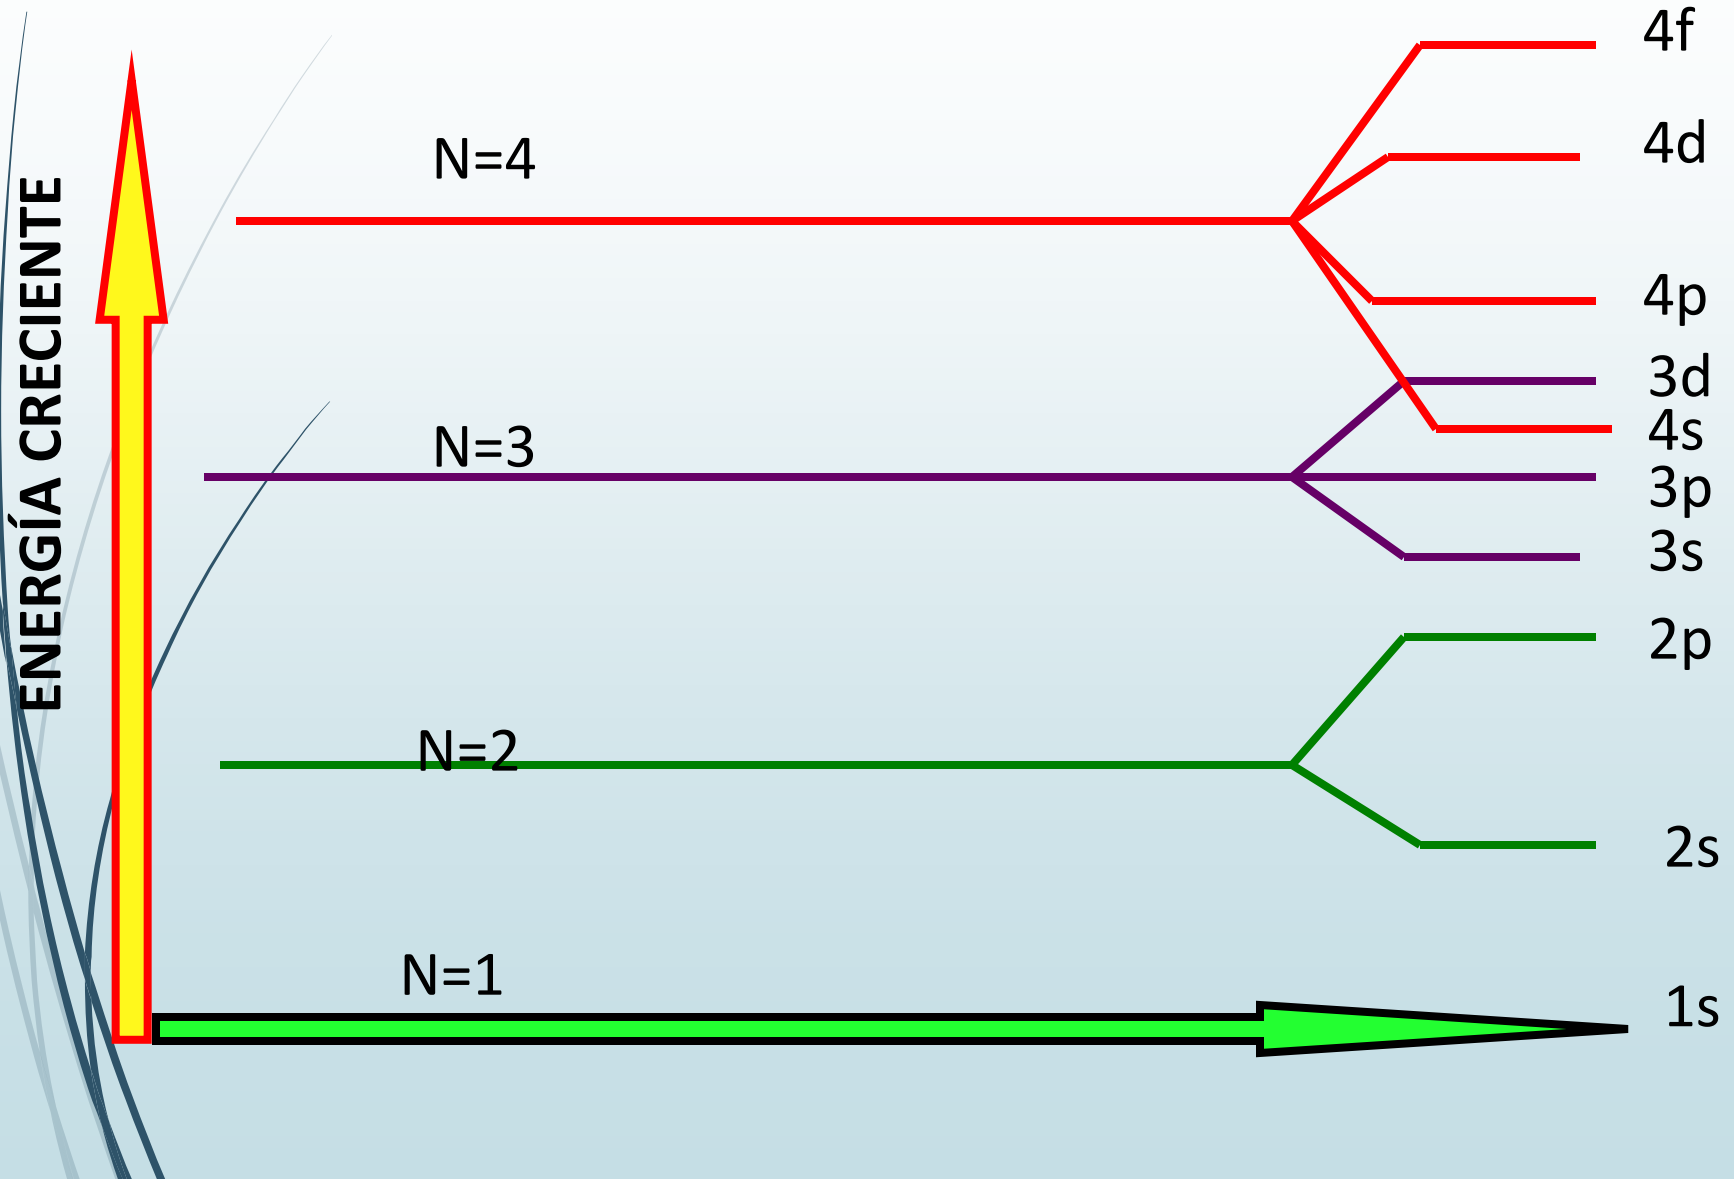 ENERGÍA CRECIENTE
N=4
N=3
N=2
N=1
4f
4d
4p
3d
4s
3p
3s
2p
2s
1s